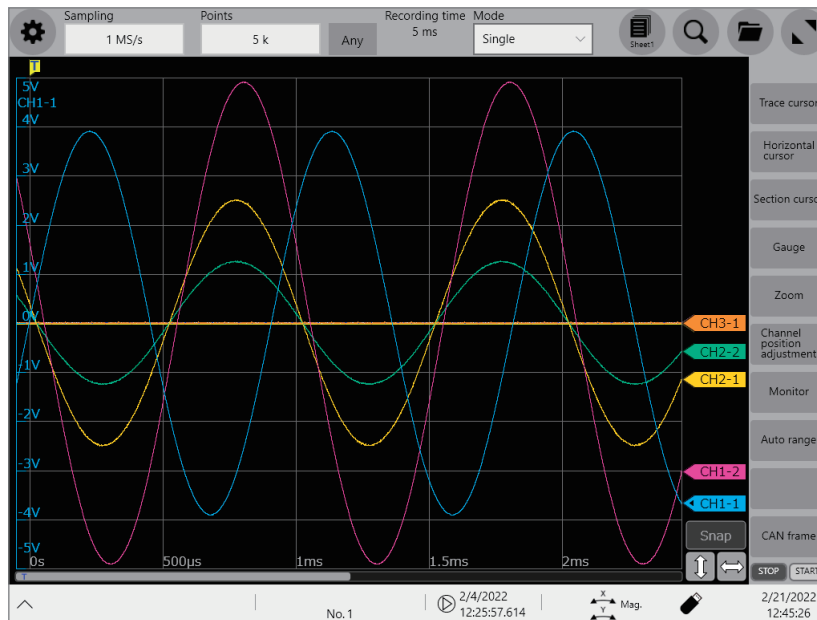 Sampling
Points
Recording time
Mode
1 MS/s
5 k
Any
5 ms
Single
Sheet1
T
5V
CH1-1
4V
3V
2V
1V
0V
-1V
-2V
-3V
-4V
-5V
0s
500µs
1ms
1.5ms
2ms
T
CH3-1
CH2-2
CH2-1
CH1-2
CH1-1
Snap
Trace cursor
Horizontal
cursor
Section curso
Gauge
Zoom
Channel
position
adjustment
Monitor
Auto range
CAN frame
STOP
START
No. 1
2/4/2022
12:25:57.614
X
Y
Mag.
2/21/2022
12:45:26